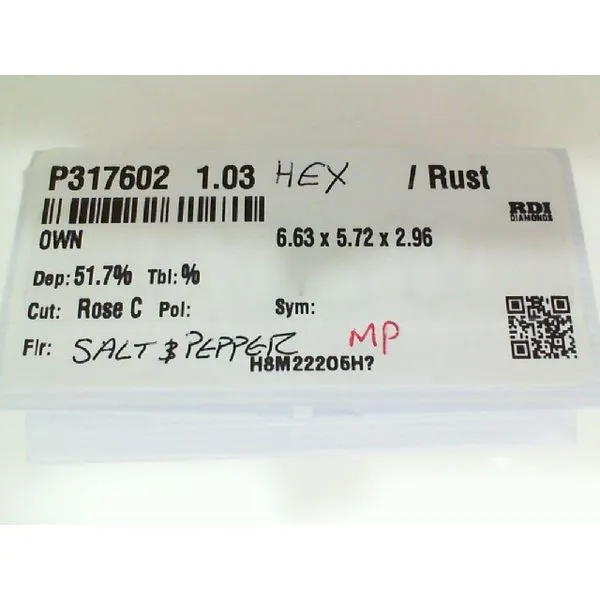 P317602 1.03 HEX / Rust
RDI
DIAMONDS
OWN 6.63 x 5.72 x 2.96
Dep: 51.7% Tbl: %
Cut: Rose C Pol: Sym:
Flr: SALT & PEPPER MP
H8M22206H?